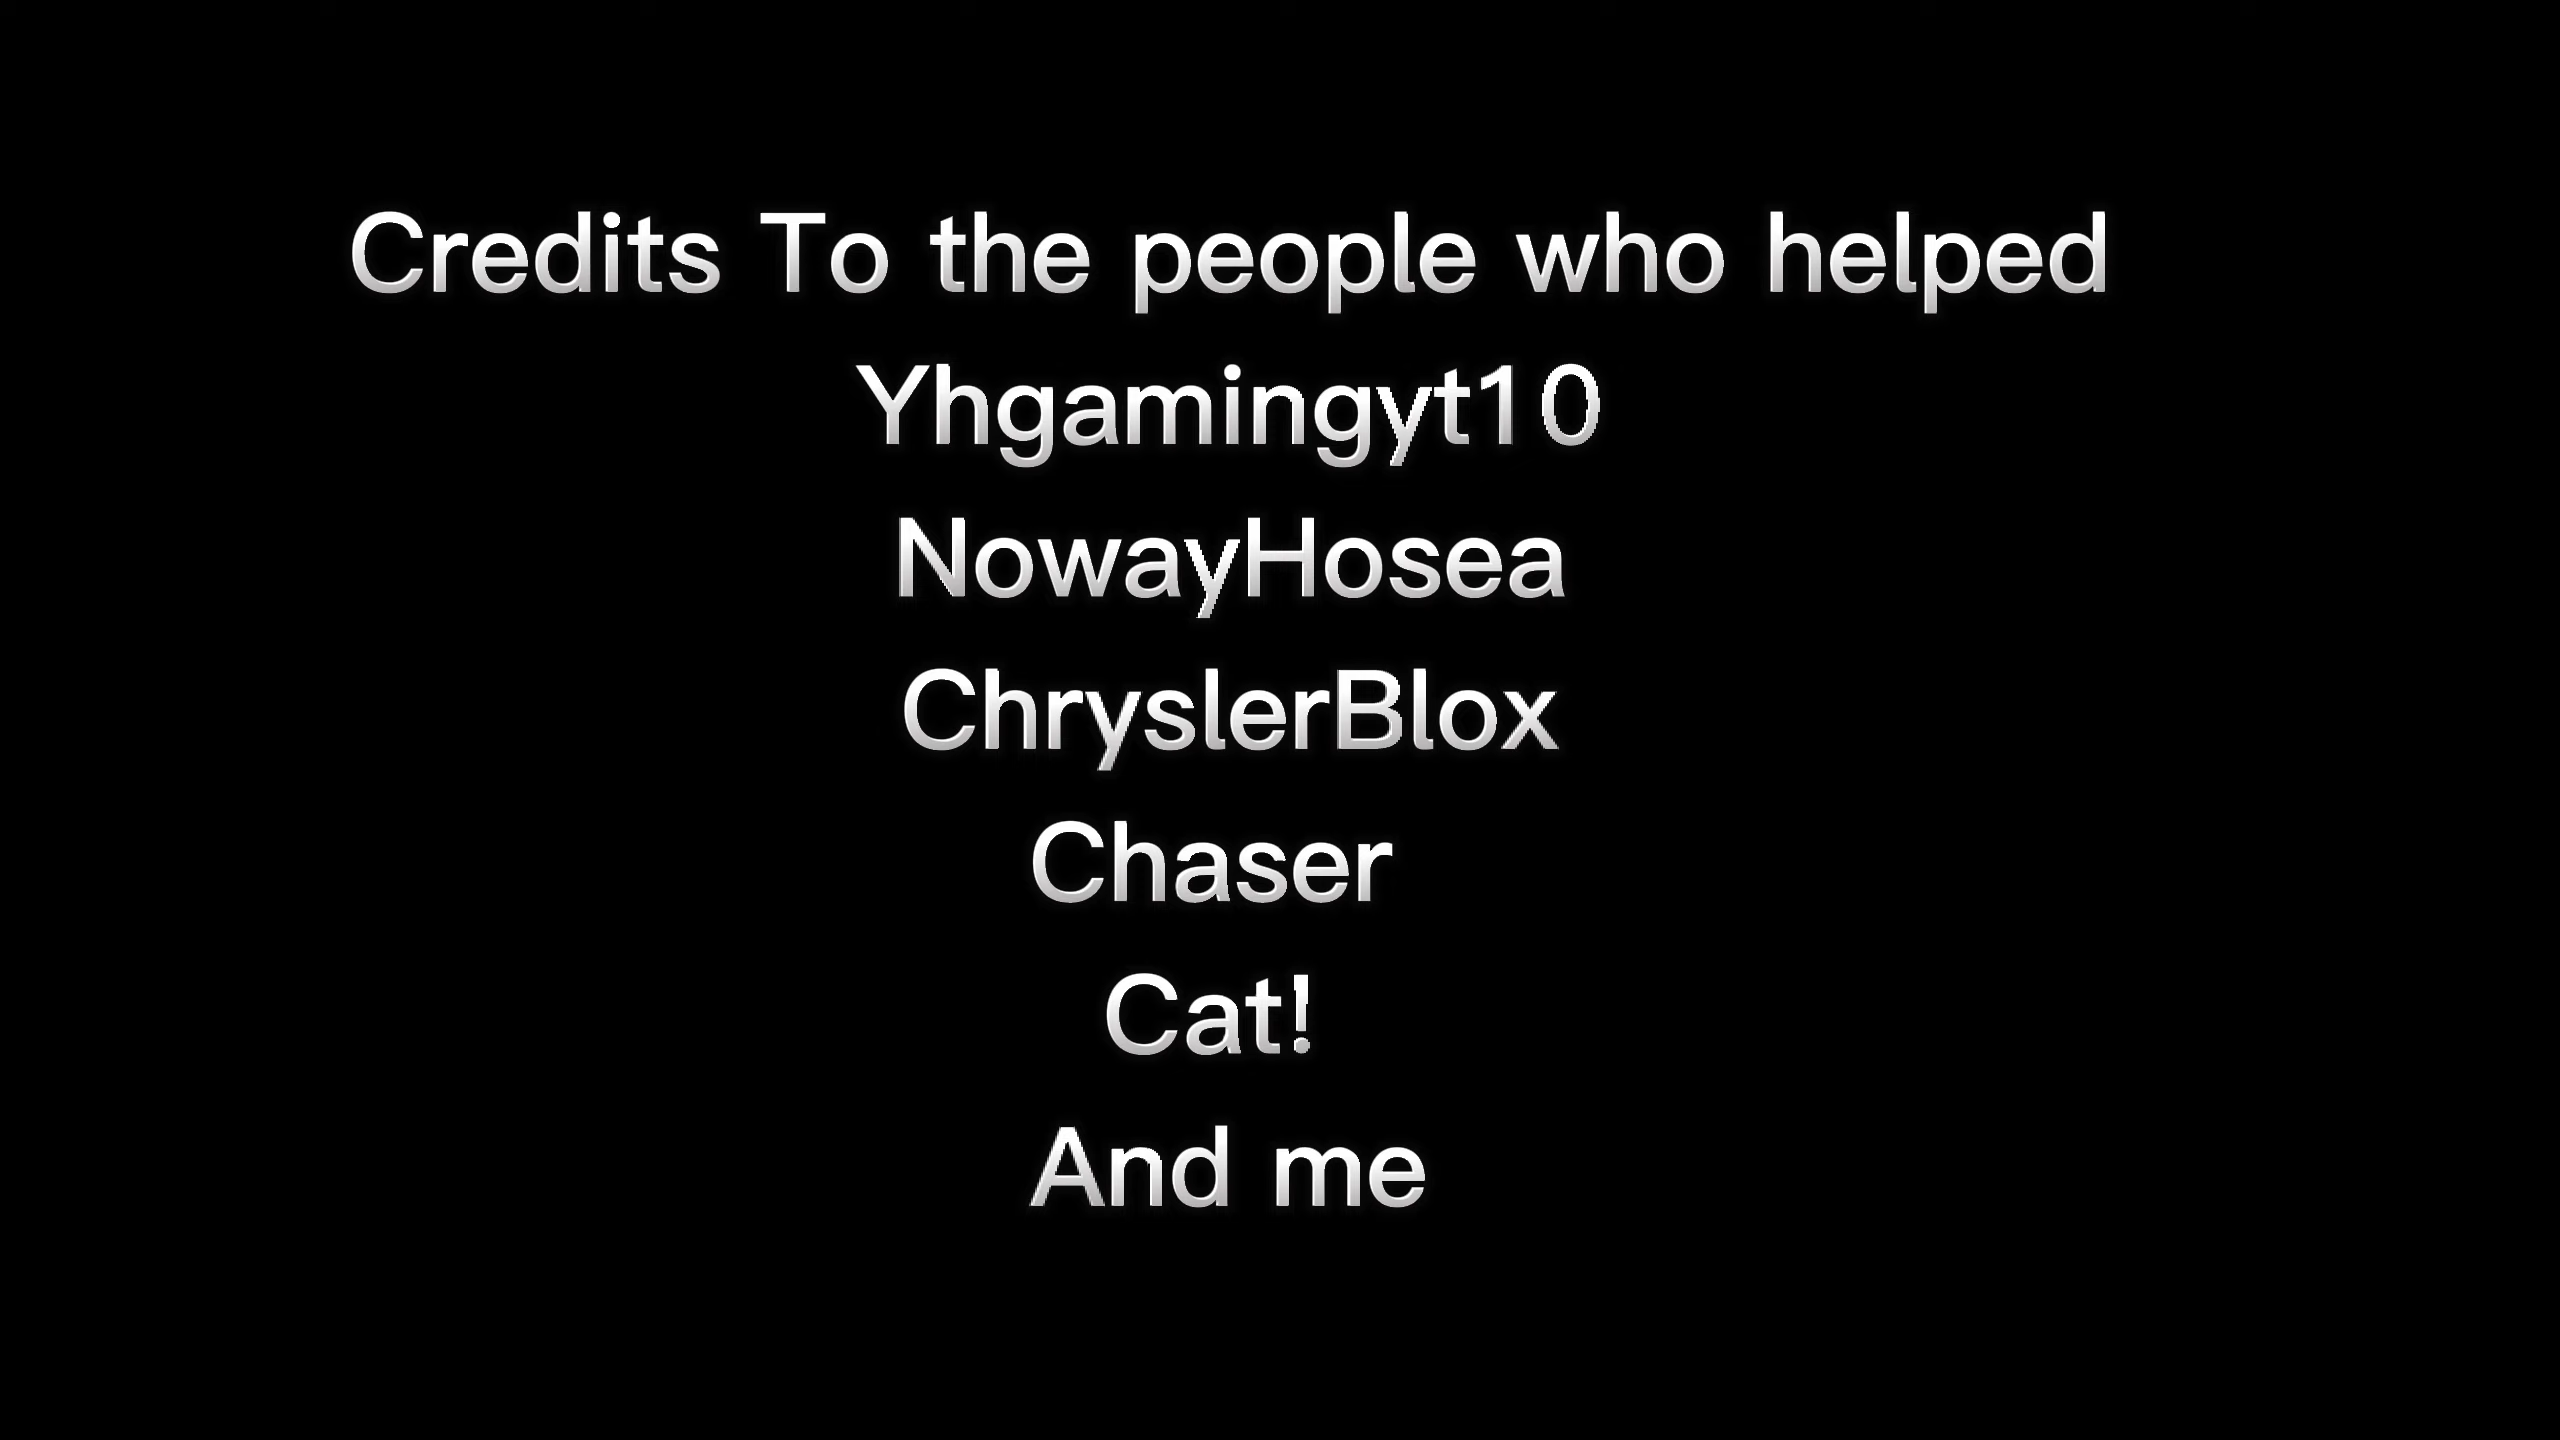 Credits To the people who helped
Yhgamingyt10
NowayHosea
ChryslerBlox
Chaser
Cat!
And me